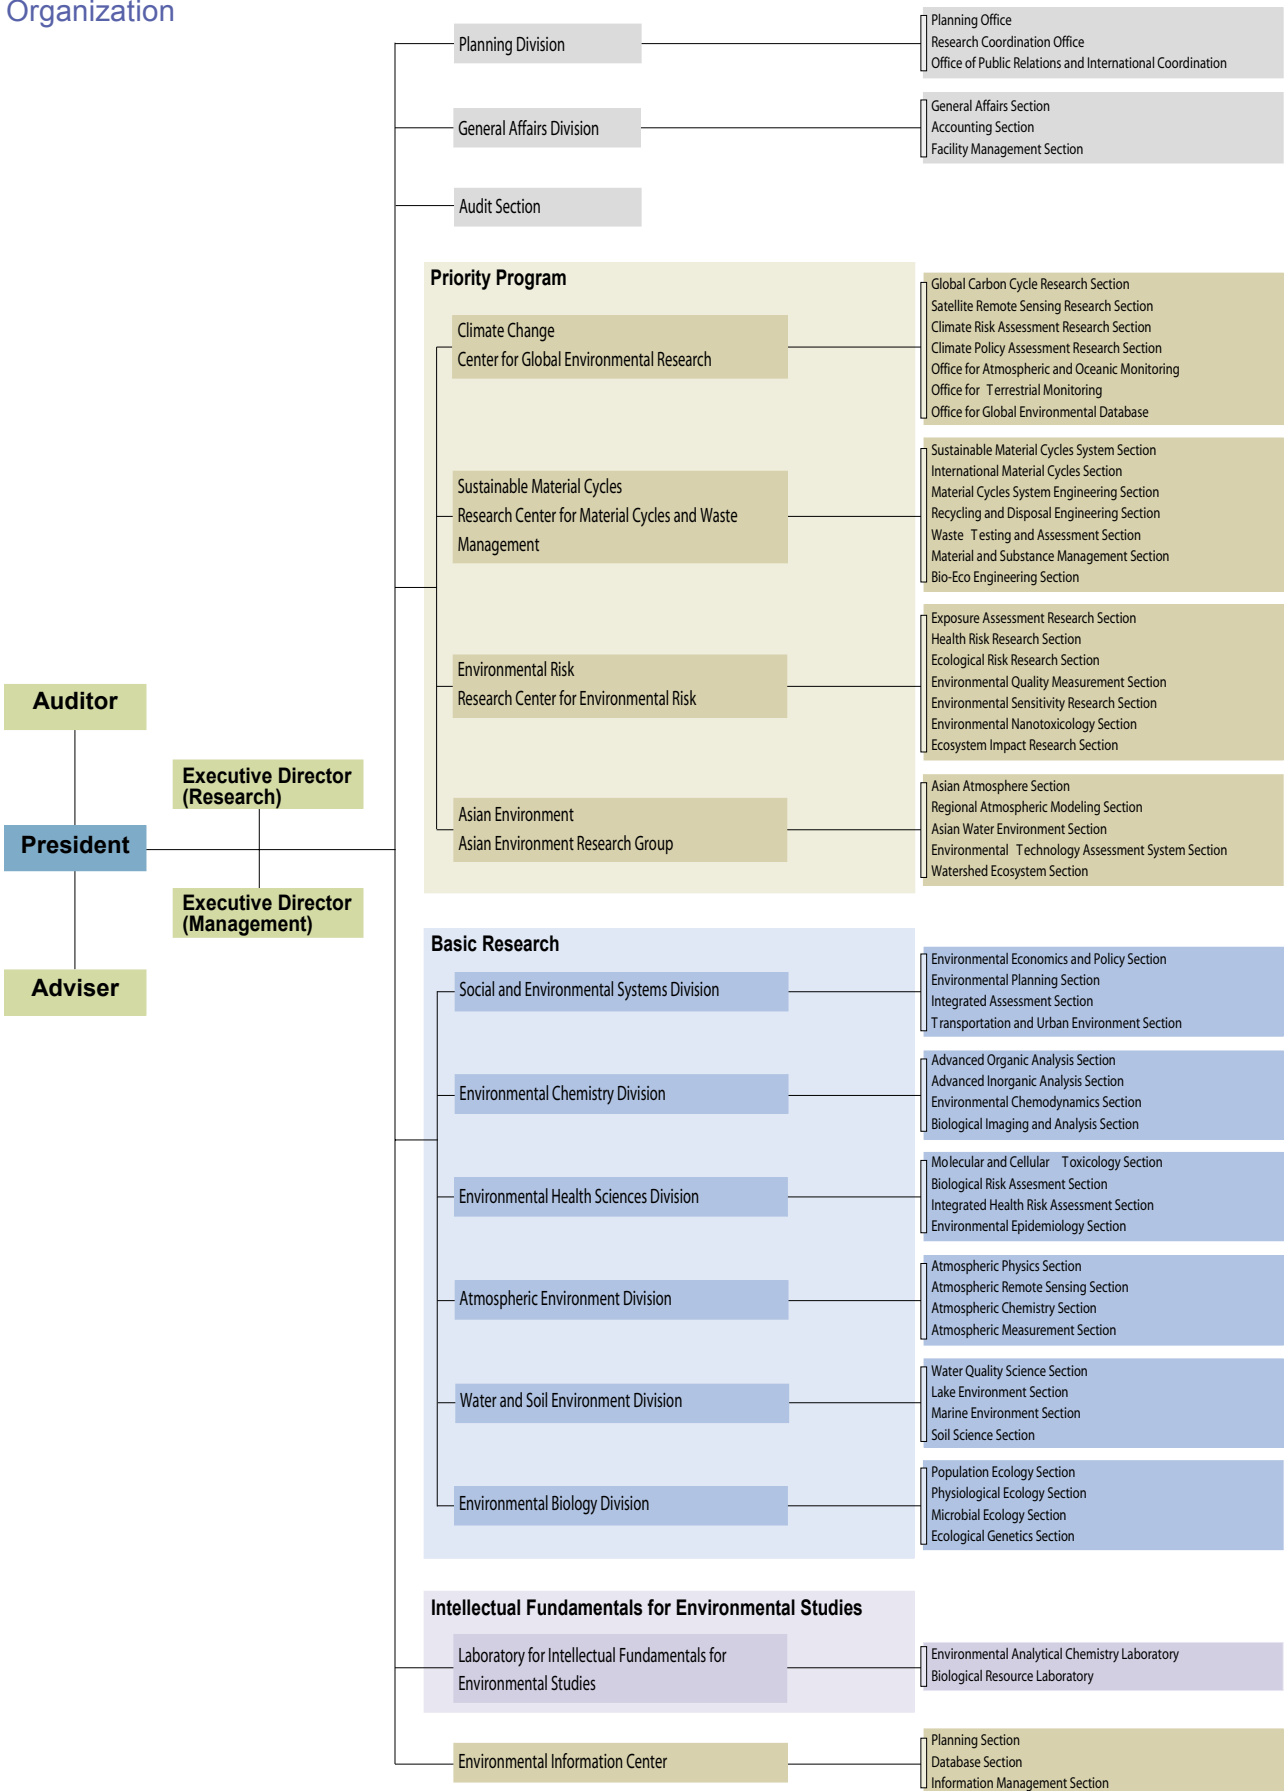 Organization
Planning Division
Planning Office
Research Coordination Office
Office of Public Relations and International Coordination
General Affairs Division
General Affairs Section
Accounting Section
Facility Management Section
Audit Section
Priority Program
Climate Change
Center for Global Environmental Research
Global Carbon Cycle Research Section
Satellite Remote Sensing Research Section
Climate Risk Assessment Research Section
Climate Policy Assessment Research Section
Office for Atmospheric and Oceanic Monitoring
Office for Terrestrial Monitoring
Office for Global Environmental Database
Sustainable Material Cycles
Research Center for Material Cycles and Waste
Management
Sustainable Material Cycles System Section
International Material Cycles Section
Material Cycles System Engineering Section
Recycling and Disposal Engineering Section
Waste Testing and Assessment Section
Material and Substance Management Section
Bio-Eco Engineering Section
Environmental Risk
Research Center for Environmental Risk
Exposure Assessment Research Section
Health Risk Research Section
Ecological Risk Research Section
Environmental Quality Measurement Section
Environmental Sensitivity Research Section
Environmental Nanotoxicology Section
Ecosystem Impact Research Section
Asian Environment
Asian Environment Research Group
Asian Atmosphere Section
Regional Atmospheric Modeling Section
Asian Water Environment Section
Environmental Technology Assessment System Section
Watershed Ecosystem Section
Auditor
Executive Director
(Research)
President
Executive Director
(Management)
Adviser
Basic Research
Social and Environmental Systems Division
Environmental Economics and Policy Section
Environmental Planning Section
Integrated Assessment Section
Transportation and Urban Environment Section
Environmental Chemistry Division
Advanced Organic Analysis Section
Advanced Inorganic Analysis Section
Environmental Chemodynamics Section
Biological Imaging and Analysis Section
Environmental Health Sciences Division
Molecular and Cellular Toxicology Section
Biological Risk Assesment Section
Integrated Health Risk Assessment Section
Environmental Epidemiology Section
Atmospheric Environment Division
Atmospheric Physics Section
Atmospheric Remote Sensing Section
Atmospheric Chemistry Section
Atmospheric Measurement Section
Water and Soil Environment Division
Water Quality Science Section
Lake Environment Section
Marine Environment Section
Soil Science Section
Environmental Biology Division
Population Ecology Section
Physiological Ecology Section
Microbial Ecology Section
Ecological Genetics Section
Intellectual Fundamentals for Environmental Studies
Laboratory for Intellectual Fundamentals for
Environmental Studies
Environmental Analytical Chemistry Laboratory
Biological Resource Laboratory
Environmental Information Center
Planning Section
Database Section
Information Management Section